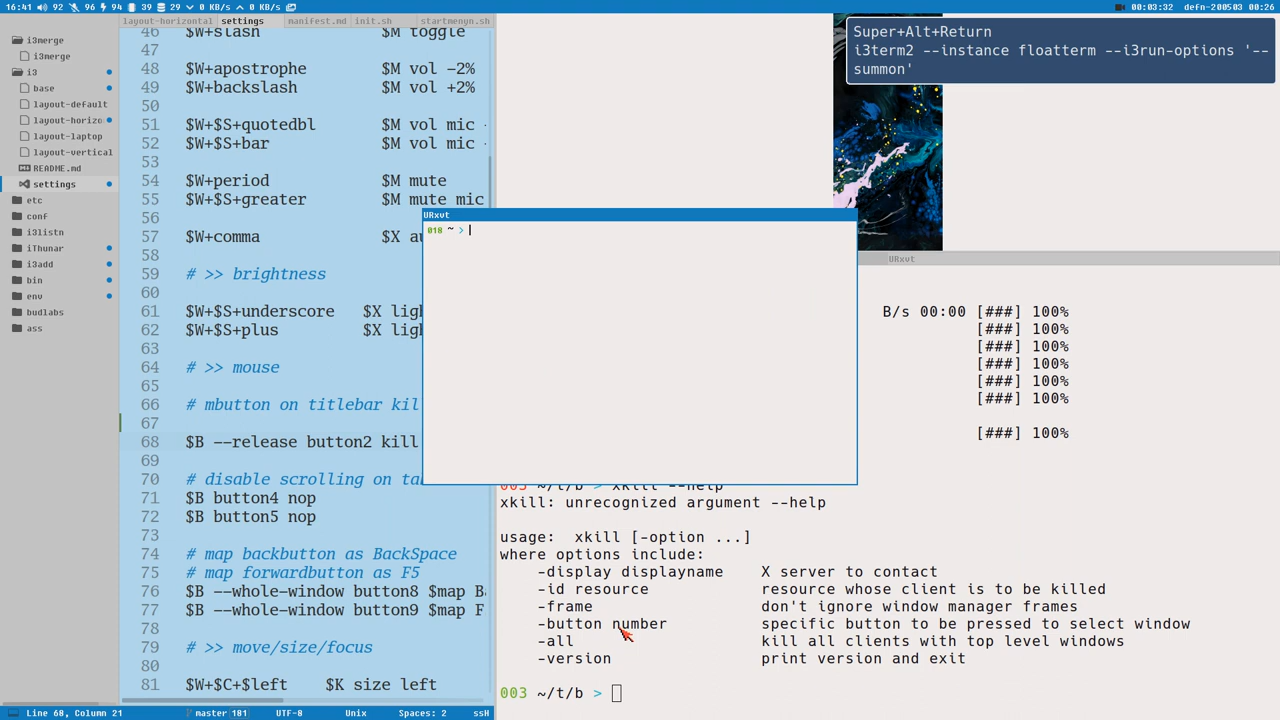 16:41 92 96 94 29 0 KB/s 0 KB/s
00:03:32 defn-200503 00:26
layout-horizontal settings manifest.md init.sh startmenyn.sh
i3merge
i3merge
i3
base
layout-default
layout-horizo
layout-laptop
layout-vertical
README.md
settings
etc
conf
i3listn
iThunar
i3add
bin
env
budlabs
ass
46 $W+slash $M toggle
47
48 $W+apostrophe $M vol -2%
49 $W+backslash $M vol +2%
50
51 $W+$S+quotedbl $M vol mic -
52 $W+$S+bar $M vol mic
53
54 $W+period $M mute
55 $W+$S+greater $M mute mic
56
57 $W+comma $X au
58
59 # >> brightness
60
61 $W+$S+underscore $X lig
62 $W+$S+plus $X lig
63
64 # >> mouse
65
66 # mbutton on titlebar kil
67
68 $B --release button2 kill
69
70 # disable scrolling on ta
71 $B button4 nop
72 $B button5 nop
73
74 # map backbutton as BackSpace
75 # map forwardbutton as F5
76 $B --whole-window button8 $map Ba
77 $B --whole-window button9 $map F
78
79 # >> move/size/focus
80
81 $W+$C+$left $K size left
Line 68, Column 21 master 181 UTF-8 Unix Spaces: 2 ssH
Super+Alt+Return
i3term2 --instance floatterm --i3run-options '--
summon'
URxvt
018 ~ >
URxvt
B/s 00:00 [###] 100%
[###] 100%
[###] 100%
[###] 100%
[###] 100%
[###] 100%
[###] 100%
003 ~/t/b > xkill --help
xkill: unrecognized argument --help
usage: xkill [-option ...]
where options include:
-display displayname X server to contact
-id resource resource whose client is to be killed
-frame don't ignore window manager frames
-button number specific button to be pressed to select window
-all kill all clients with top level windows
-version print version and exit
003 ~/t/b >